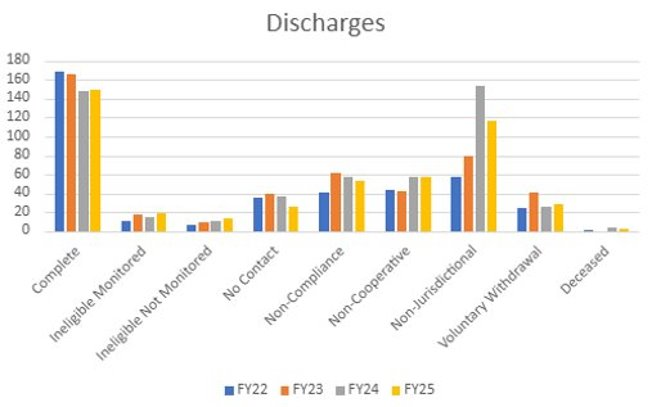 Discharges
180
160
140
120
100
80
60
40
20
0
Complete
Ineligible Monitored
Ineligible Not Monitored
No Contact
Non-Compliance
Non-Cooperative
Non-Jurisdictional
Voluntary Withdrawal
Deceased
FY22 FY23 FY24 FY25